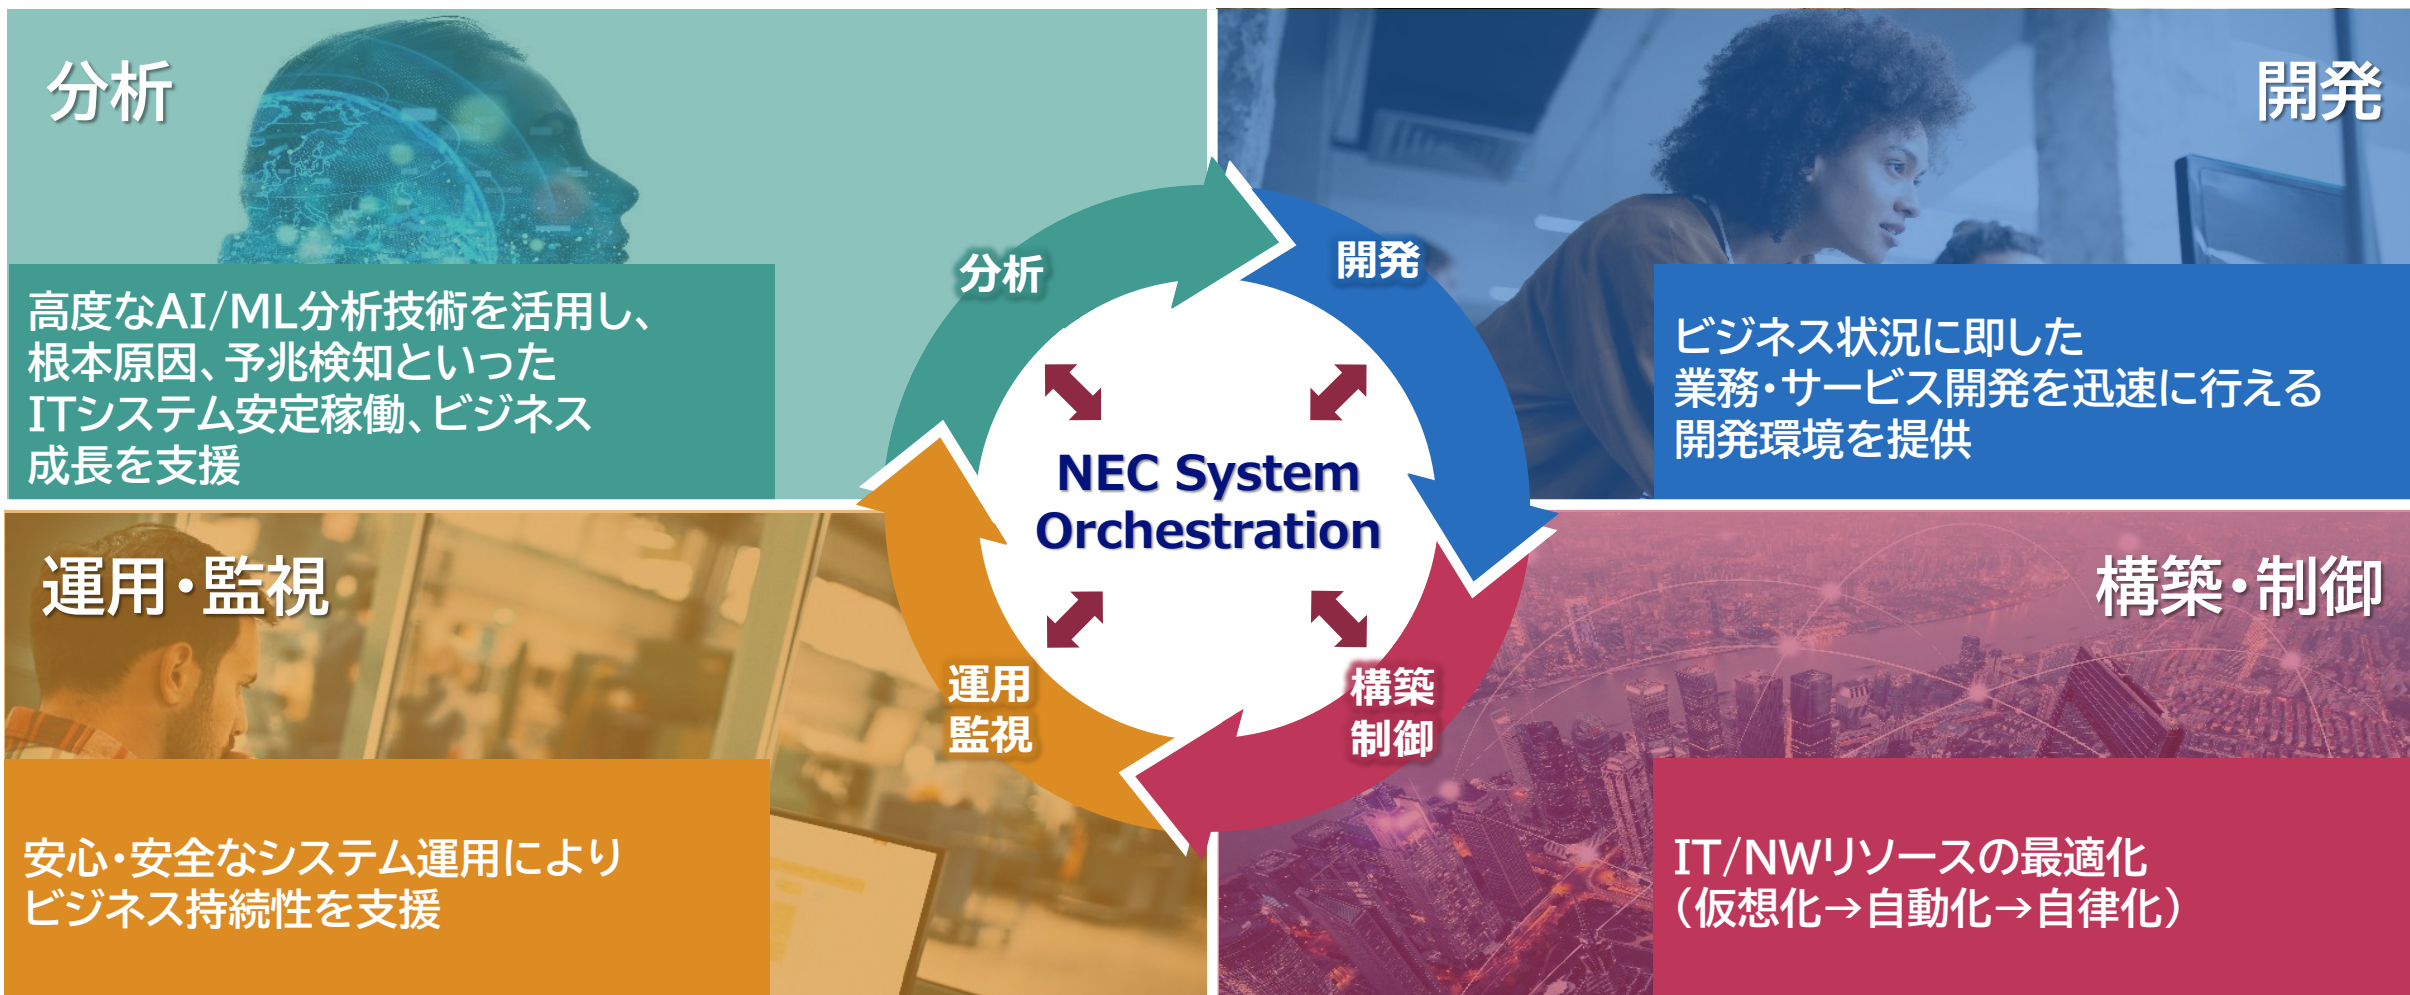 分析
高度なAI/ML分析技術を活用し、
根本原因、予兆検知といった
ITシステム安定稼働、ビジネス
成長を支援
開発
ビジネス状況に即した
業務・サービス開発を迅速に行える
開発環境を提供
分析
開発
NEC System
Orchestration
運用
監視
構築
制御
運用・監視
安心・安全なシステム運用により
ビジネス持続性を支援
構築・制御
IT/NWリソースの最適化
（仮想化→自動化→自律化）